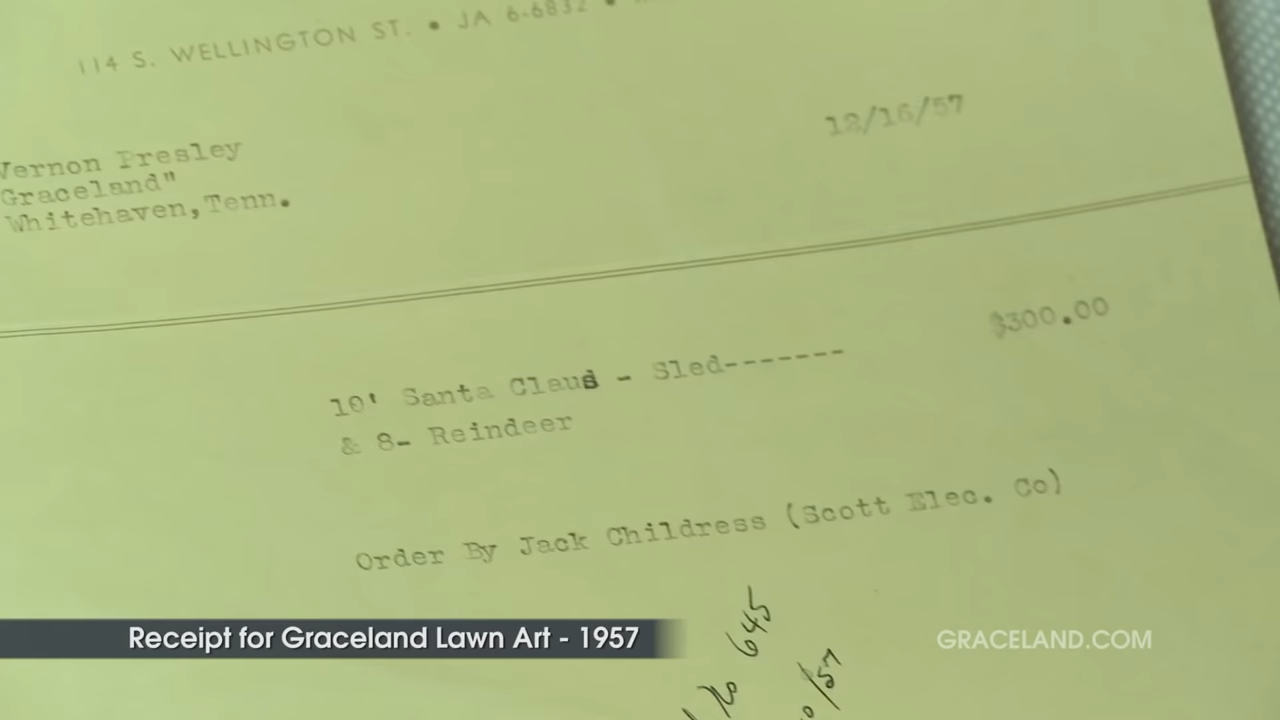 114 S. WELLINGTON ST. • JA 6-6832 •
Vernon Presley
12/16/57
Graceland"
Whitehaven, Tenn.
$300.00
10' Santa Claus - Sled-------
& 8- Reindeer
Order By Jack Childress (Scott Elec. Co)
645
/57
Receipt for Graceland Lawn Art - 1957
GRACELAND.COM